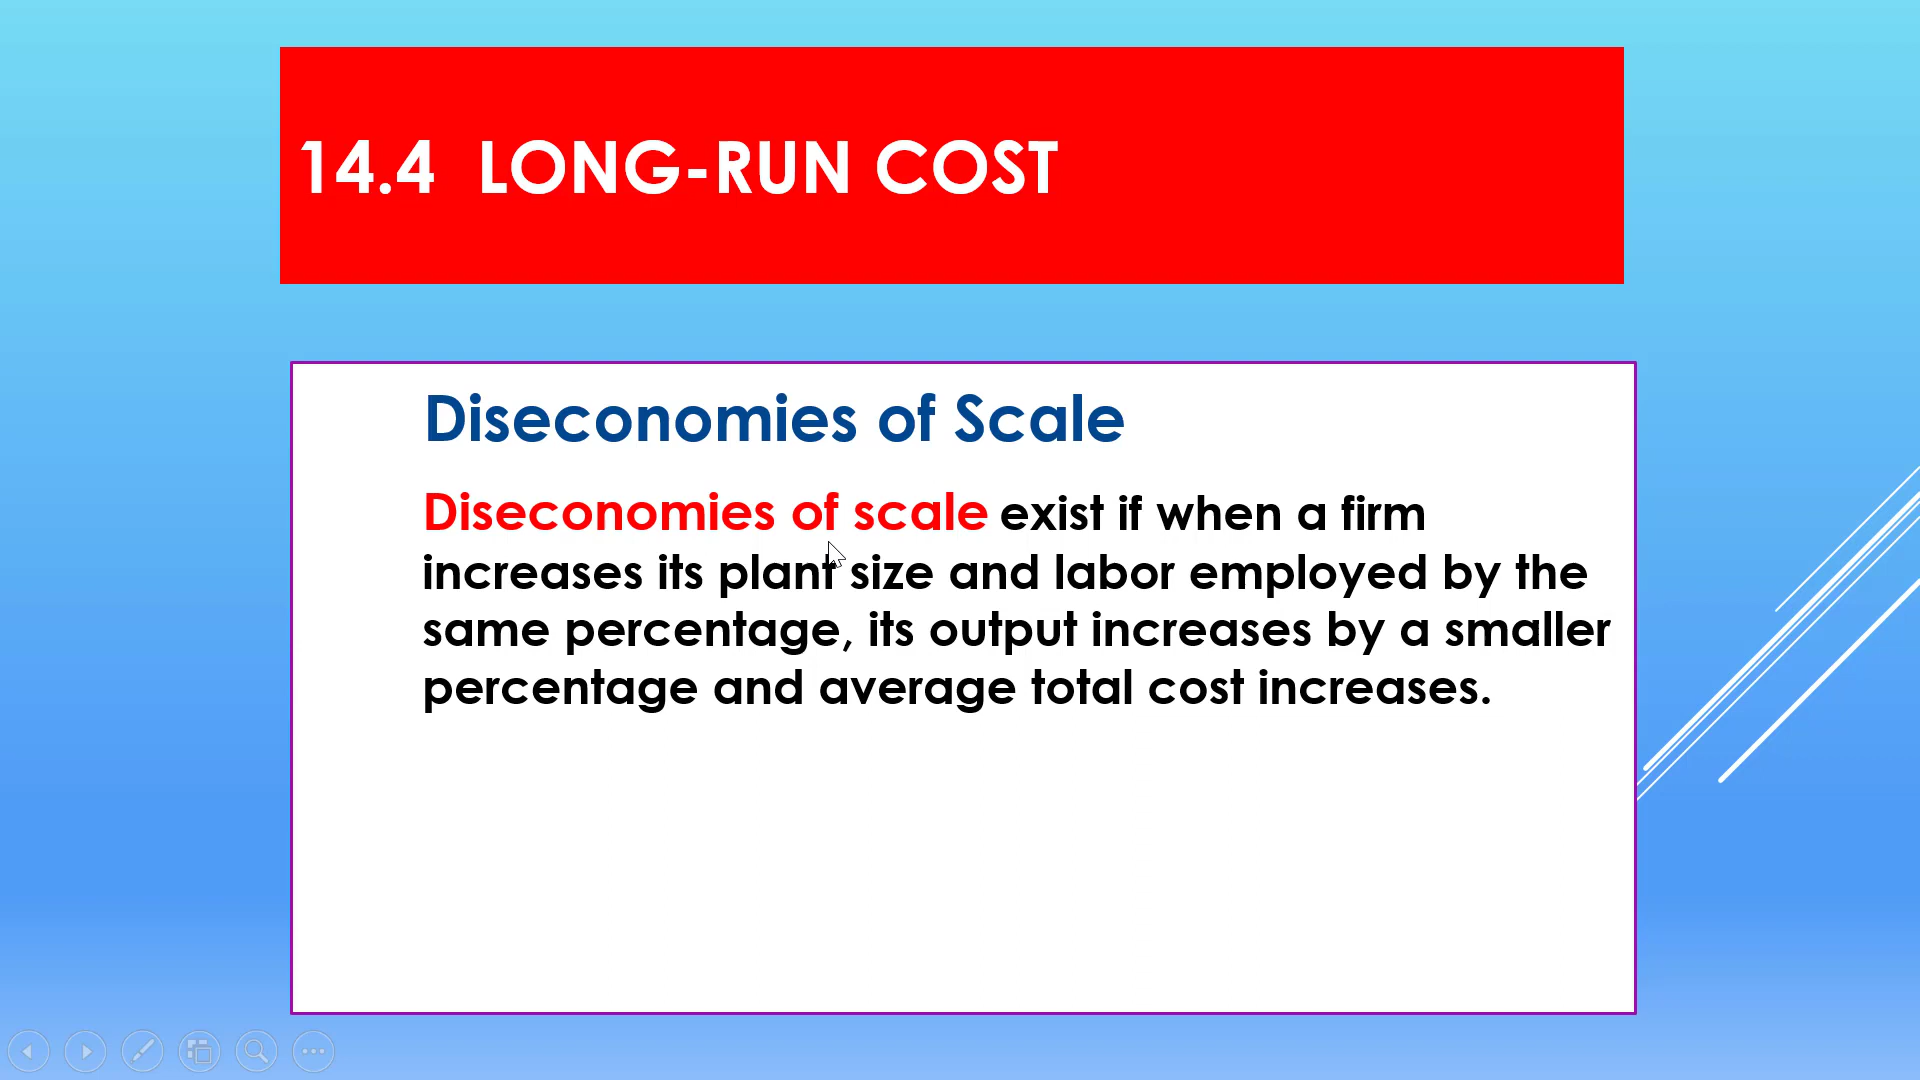 14.4 LONG-RUN COST
Diseconomies of Scale
Diseconomies of scale exist if when a firm
increases its plant size and labor employed by the
same percentage, its output increases by a smaller
percentage and average total cost increases.